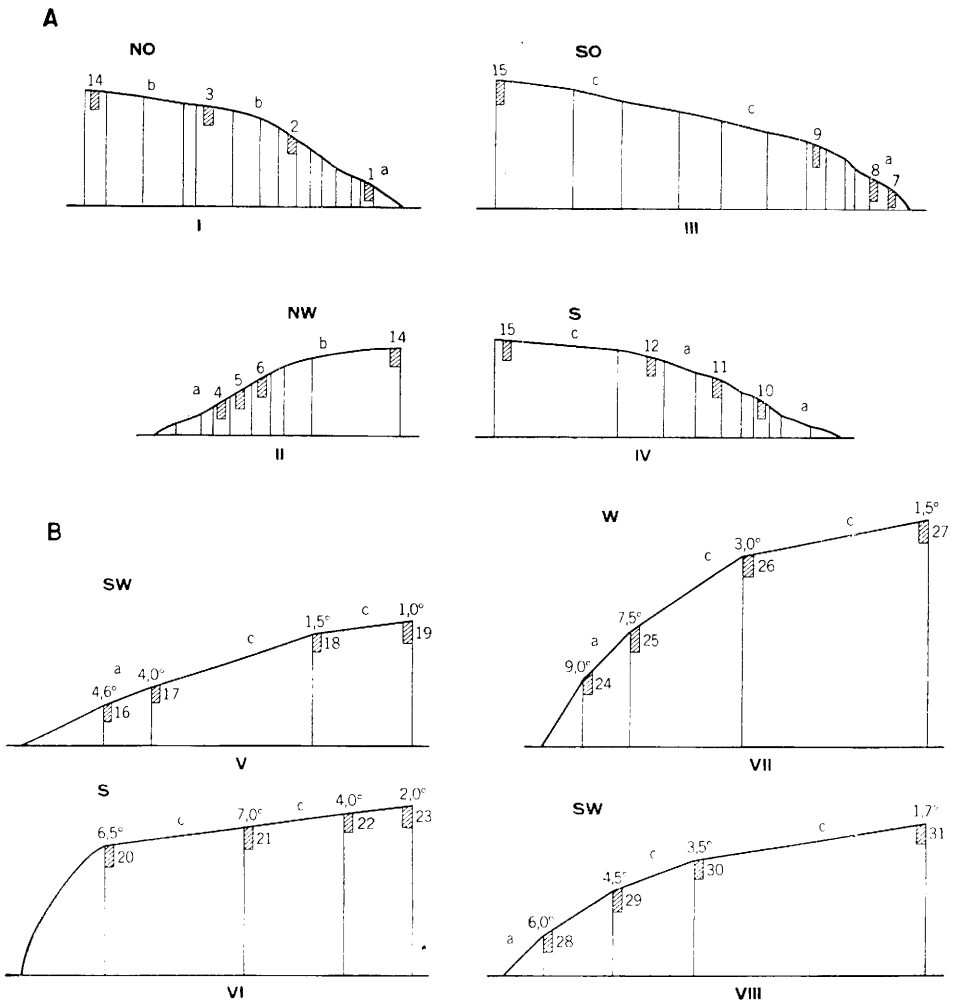 A
NO
14
b
3
b
2
1
a
I
SO
15
c
c
9
8
a
7
III
NW
a
4
5
6
b
14
II
S
15
c
12
a
11
10
a
IV
B
SW
4,6°
16
a
4,0°
17
c
1,5°
18
c
1,0°
19
V
W
9,0°
24
a
7,5°
25
c
3,0°
26
c
1,5°
27
VII
S
6,5°
20
c
7,0°
21
c
4,0°
22
2,0°
23
VI
SW
a
6,0°
28
4,5°
29
c
3,5°
30
c
1,7°
31
VIII